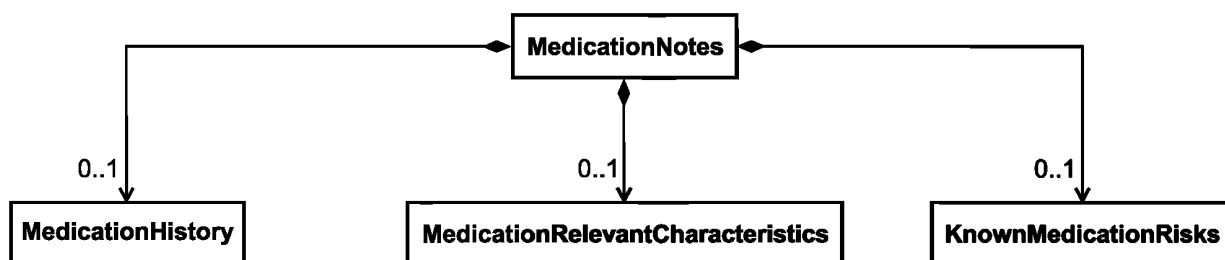 MedicationNotes
0..1
0..1
0..1
MedicationHistory
MedicationRelevantCharacteristics
KnownMedicationRisks